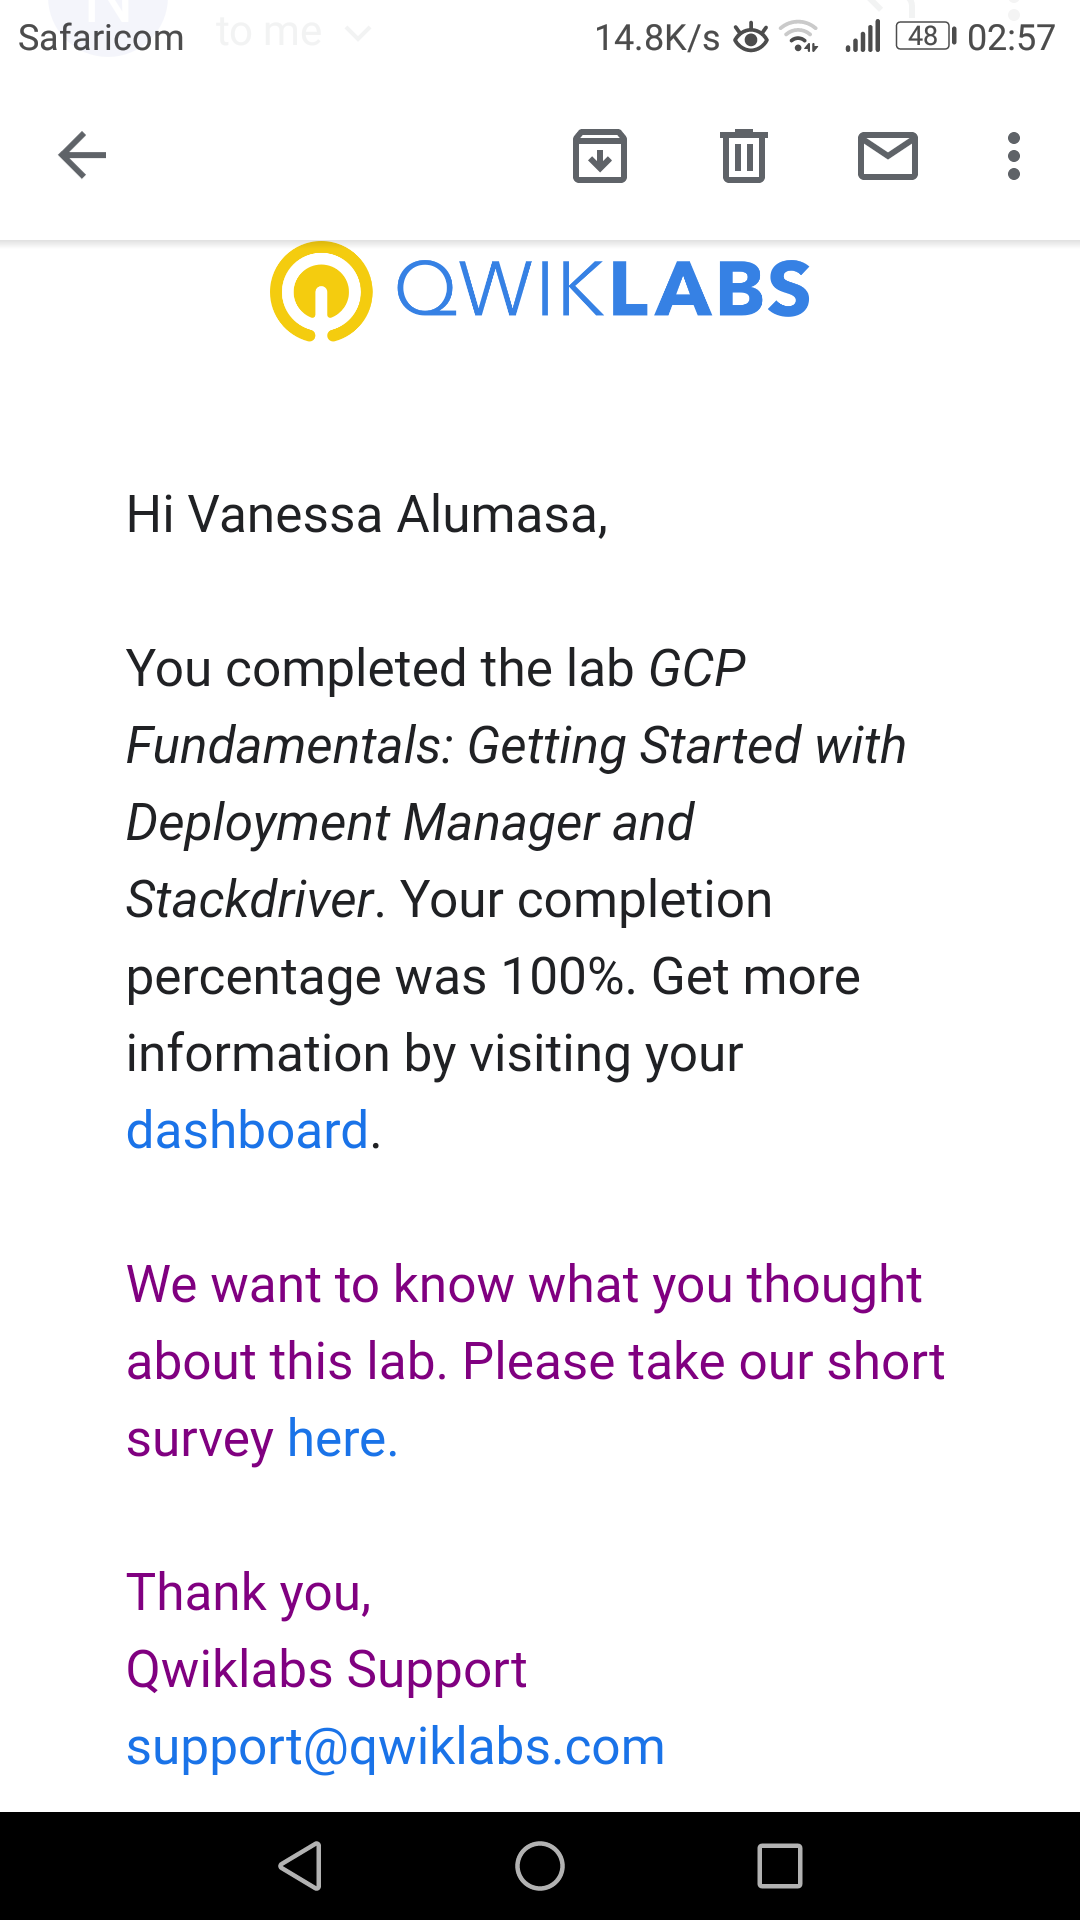 Safaricom to me 14.8K/s 48 02:57
QWIKLABS
Hi Vanessa Alumasa,
You completed the lab GCP
Fundamentals: Getting Started with
Deployment Manager and
Stackdriver. Your completion
percentage was 100%. Get more
information by visiting your
dashboard.
We want to know what you thought
about this lab. Please take our short
survey here.
Thank you,
Qwiklabs Support
support@qwiklabs.com